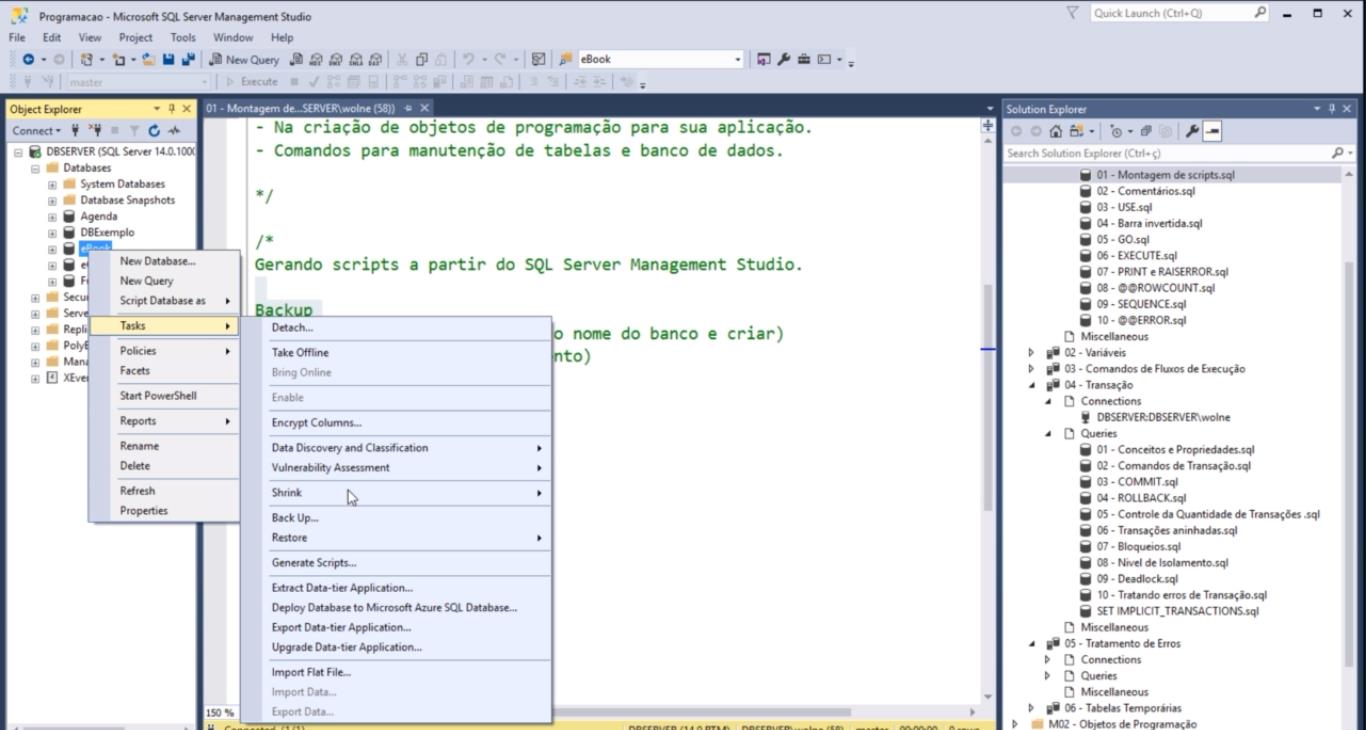 Programacao - Microsoft SQL Server Management Studio
Quick Launch (Ctrl+Q)
File Edit View Project Tools Window Help
New Query
eBook
master
Execute
Object Explorer
Connect
DBSERVER (SQL Server 14.0.1000
Databases
System Databases
Database Snapshots
Agenda
DBExemplo
eBook
Secu
Serve
Repli
PolyB
Mana
XEver
New Database...
New Query
Script Database as
Tasks
Policies
Facets
Start PowerShell
Reports
Rename
Delete
Refresh
Properties
Detach...
Take Offline
Bring Online
Enable
Encrypt Columns...
Data Discovery and Classification
Vulnerability Assessment
Shrink
Back Up...
Restore
Generate Scripts...
Extract Data-tier Application...
Deploy Database to Microsoft Azure SQL Database...
Export Data-tier Application...
Upgrade Data-tier Application...
Import Flat File...
Import Data...
Export Data...
01 - Montagem de...SERVER\wolne (58))
- Na criação de objetos de programação para sua aplicação.
- Comandos para manutenção de tabelas e banco de dados.
*/
/*
Gerando scripts a partir do SQL Server Management Studio.
Backup
o nome do banco e criar)
nto)
150 %
Connected. (1/1)
DBSERVER (14.0 RTM) DBSERVER\wolne (58) master 00:00:00 0 rows
Solution Explorer
Search Solution Explorer (Ctrl+ç)
01 - Montagem de scripts.sql
02 - Comentários.sql
03 - USE.sql
04 - Barra invertida.sql
05 - GO.sql
06 - EXECUTE.sql
07 - PRINT e RAISERROR.sql
08 - @@ROWCOUNT.sql
09 - SEQUENCE.sql
10 - @@ERROR.sql
Miscellaneous
02 - Variáveis
03 - Comandos de Fluxos de Execução
04 - Transação
Connections
DBSERVER:DBSERVER\wolne
Queries
01 - Conceitos e Propriedades.sql
02 - Comandos de Transação.sql
03 - COMMIT.sql
04 - ROLLBACK.sql
05 - Controle da Quantidade de Transações .sql
06 - Transações aninhadas.sql
07 - Bloqueios.sql
08 - Nivel de Isolamento.sql
09 - Deadlock.sql
10 - Tratando erros de Transação.sql
SET IMPLICIT_TRANSACTIONS.sql
Miscellaneous
05 - Tratamento de Erros
Connections
Queries
Miscellaneous
06 - Tabelas Temporárias
M02 - Objetos de Programação